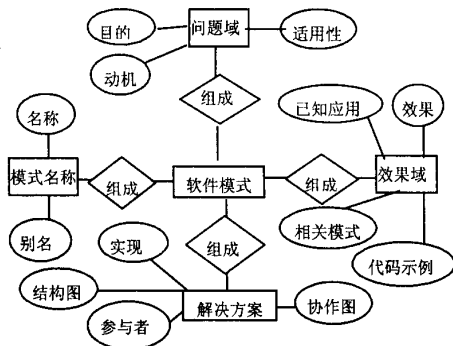 目的
问题域
适用性
动机
组成
已知应用
效果
名称
模式名称
组成
软件模式
组成
效果域
别名
实现
组成
相关模式
代码示例
结构图
解决方案
协作图
参与者